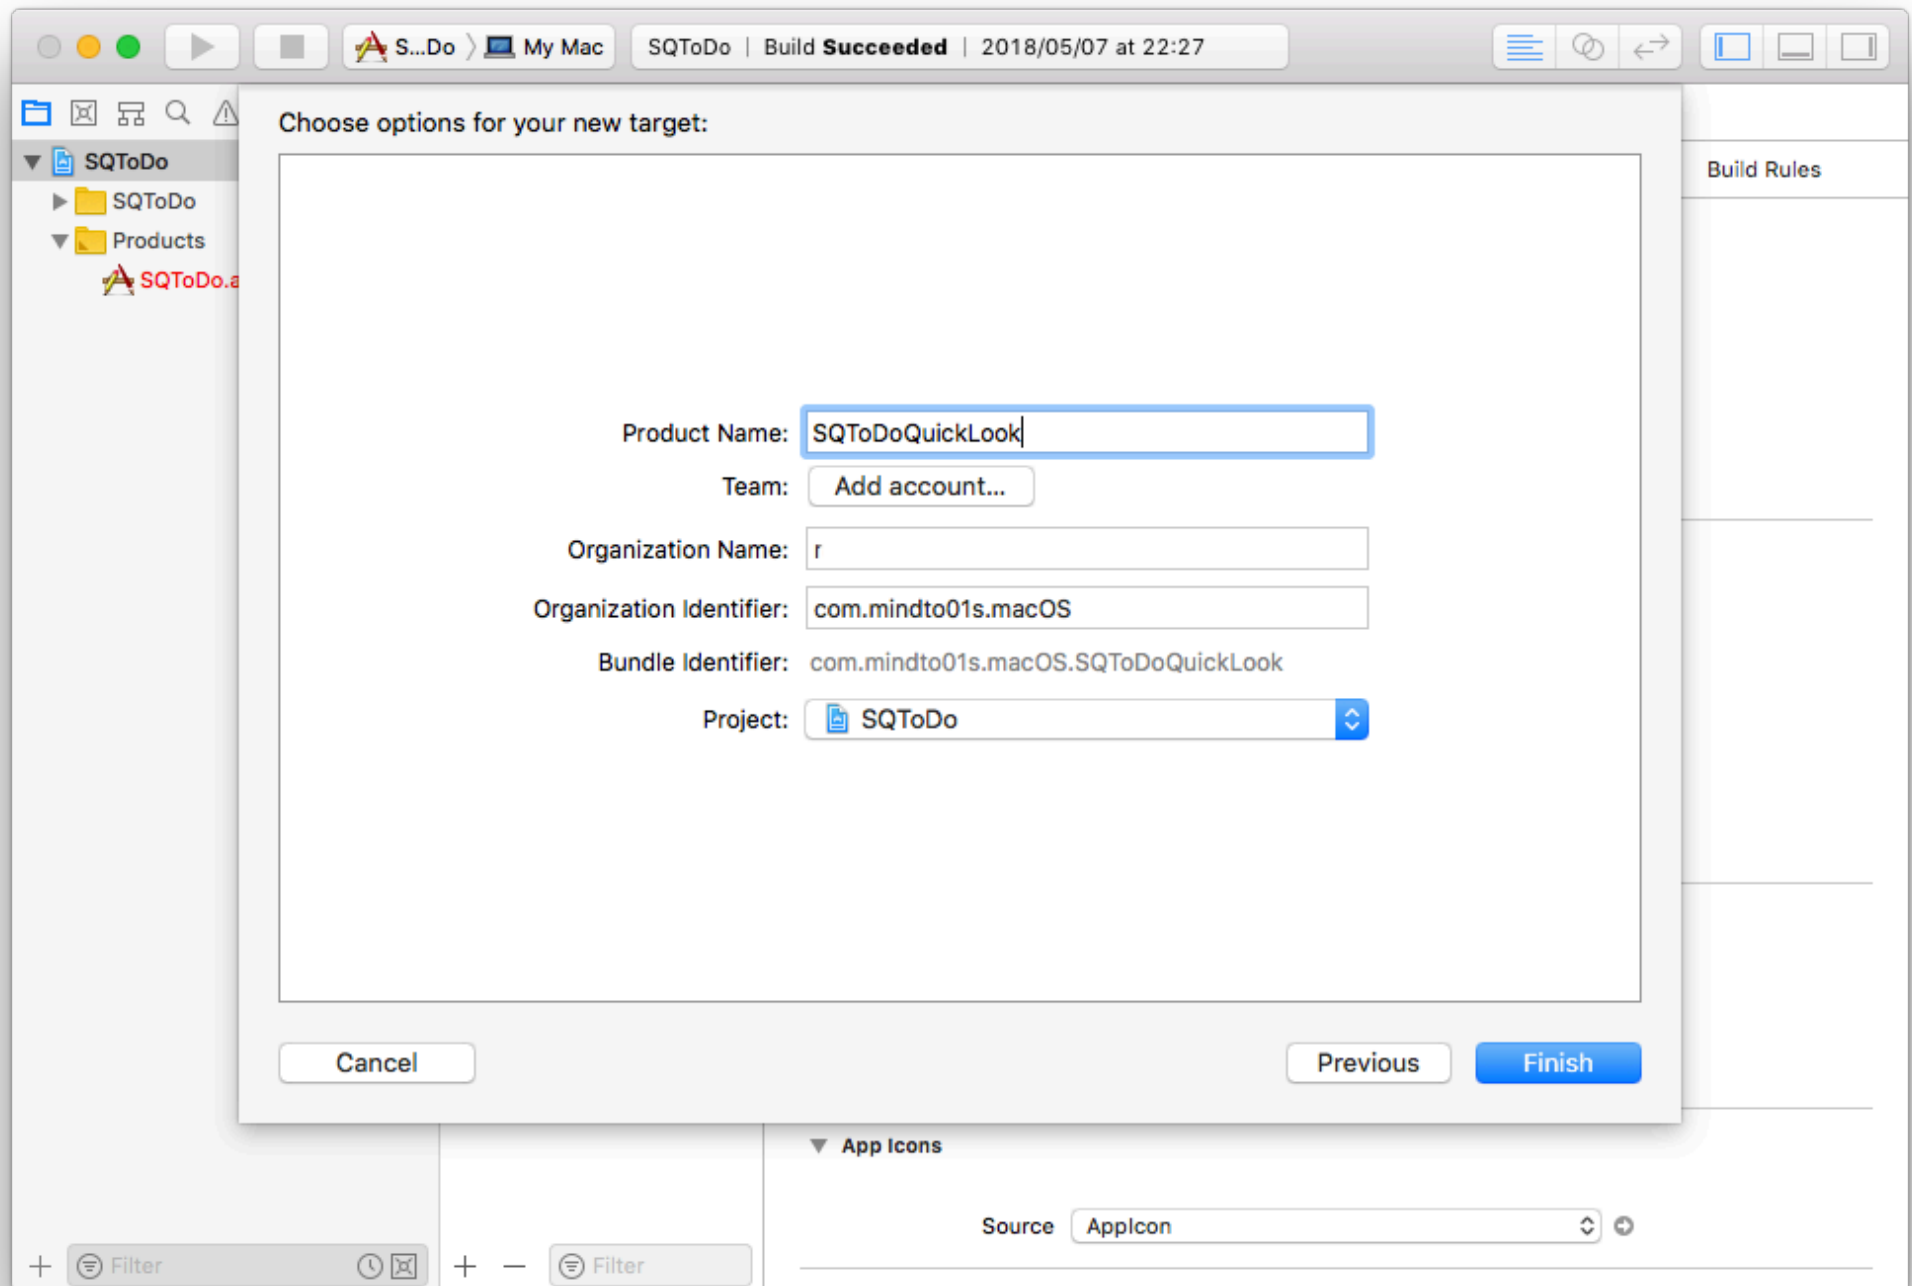 S...Do My Mac
SQToDo | Build Succeeded | 2018/05/07 at 22:27
Choose options for your new target:
SQToDo
SQToDo
Products
SQToDo.a
Build Rules
Product Name: SQToDoQuickLook
Team: Add account...
Organization Name: r
Organization Identifier: com.mindto01s.macOS
Bundle Identifier: com.mindto01s.macOS.SQToDoQuickLook
Project: SQToDo
Cancel
Previous
Finish
App Icons
Source AppIcon
Filter
Filter